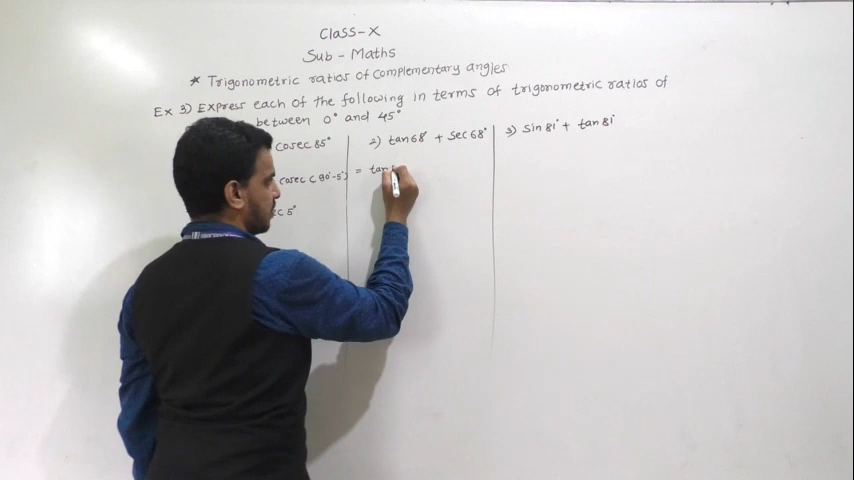 Class-X
Sub - Maths
* Trigonometric ratios of complementary angles
Ex 3) Express each of the following in terms of trigonometric ratios of
between 0° and 45°
cosec 85°
cosec (90°-5°)
c 5°
2) tan 68° + sec 68°
= tan
3) sin 81° + tan 81°